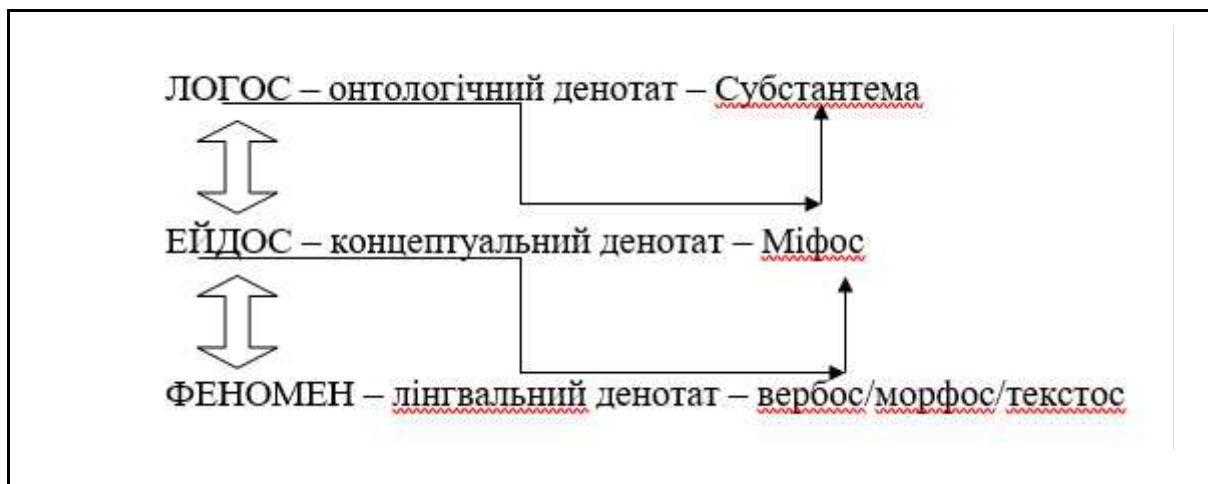 ЛОГОС – онтологічний денотат – Субстантема
ЕЙДОС – концептуальний денотат – Міфос
ФЕНОМЕН – лінгвальний денотат – вербос/морфос/текстос